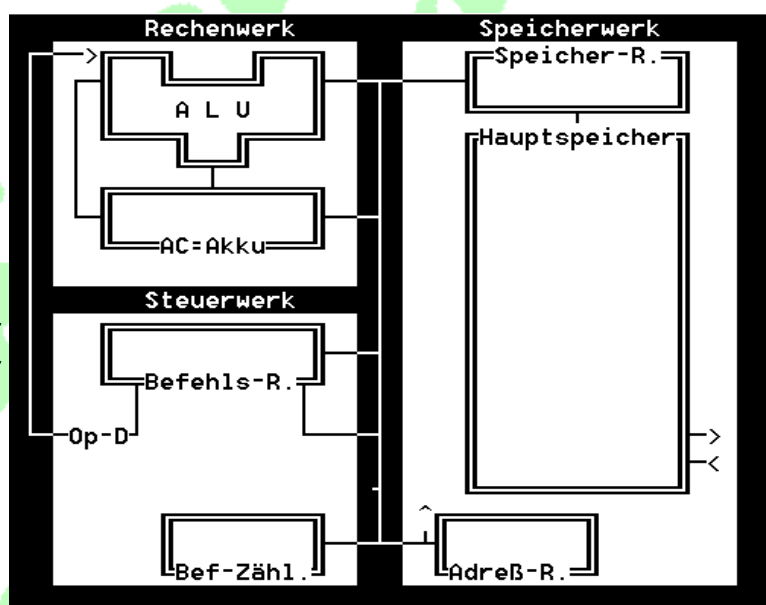 Rechenwerk
Speicherwerk
>
Speicher-R.
A L U
Hauptspeicher
AC=Akku
Steuerwerk
Befehls-R.
Op-D
>
<
^
Bef-Zähl.
Adreß-R.